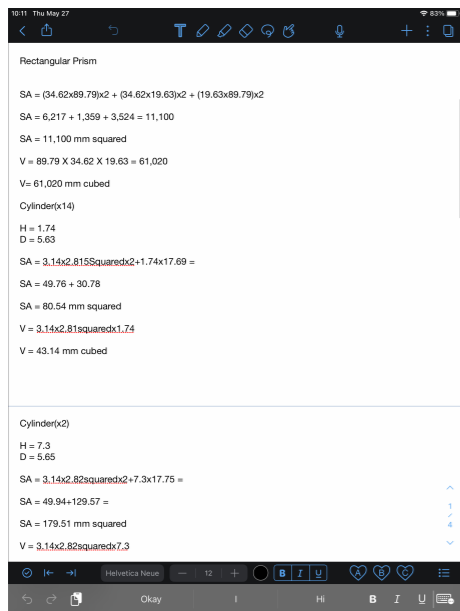 10:11 Thu May 27
83%
Rectangular Prism
SA = (34.62x89.79)x2 + (34.62x19.63)x2 + (19.63x89.79)x2
SA = 6,217 + 1,359 + 3,524 = 11,100
SA = 11,100 mm squared
V = 89.79 X 34.62 X 19.63 = 61,020
V= 61,020 mm cubed
Cylinder(x14)
H = 1.74
D = 5.63
SA = 3.14x2.815Squaredx2+1.74x17.69 =
SA = 49.76 + 30.78
SA = 80.54 mm squared
V = 3.14x2.81squaredx1.74
V = 43.14 mm cubed
Cylinder(x2)
H = 7.3
D = 5.65
SA = 3.14x2.82squaredx2+7.3x17.75 =
SA = 49.94+129.57 =
SA = 179.51 mm squared
V = 3.14x2.82squaredx7.3
1
/
4
Helvetica Neue — 12 + B I U A B C
Okay I Hi B I U